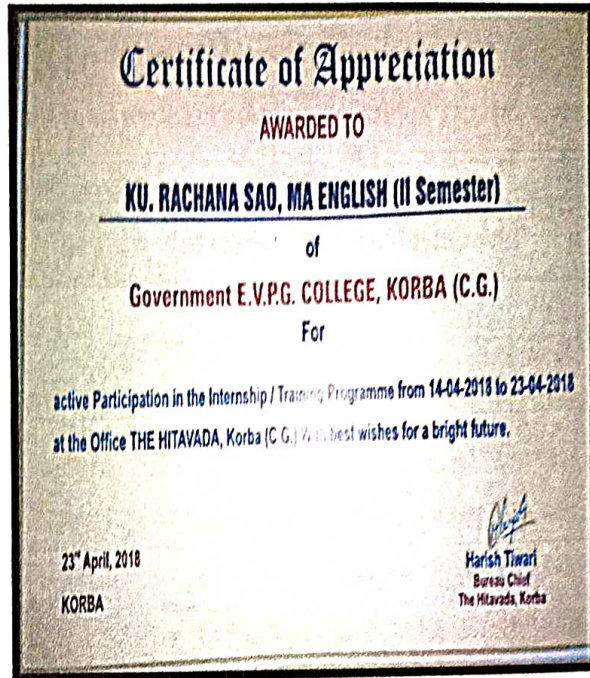 Certificate of Appreciation
AWARDED TO
KU. RACHANA SAO, MA ENGLISH (II Semester)
of
Government E.V.P.G. COLLEGE, KORBA (C.G.)
For
active Participation in the Internship / Training Programme from 14-04-2018 to 23-04-2018
at the Office THE HITAVADA, Korba (C.G.) With best wishes for a bright future.
23rd April, 2018
KORBA
Harish Tiwari
Bureau Chief
The Hitavada, Korba